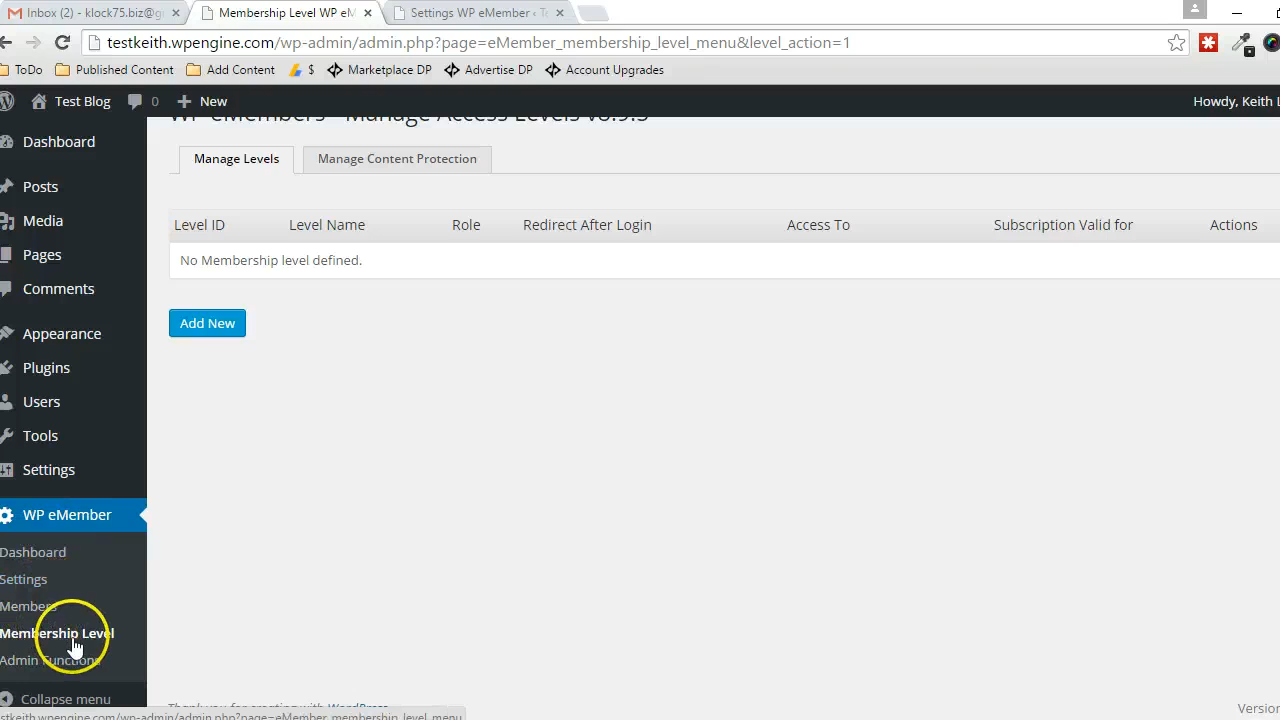 Inbox (2) - klock75.biz@g
Membership Level WP eM
Settings WP eMember ‹ T
testkeith.wpengine.com/wp-admin/admin.php?page=eMember_membership_level_menu&level_action=1
ToDo
Published Content
Add Content
$
Marketplace DP
Advertise DP
Account Upgrades
Test Blog
0
New
Howdy, Keith L
WP eMembers - Manage Access Levels v8.9.5
Dashboard
Posts
Media
Pages
Comments
Appearance
Plugins
Users
Tools
Settings
WP eMember
Dashboard
Settings
Members
Membership Level
Admin Functions
Collapse menu
Manage Levels
Manage Content Protection
Level ID
Level Name
Role
Redirect After Login
Access To
Subscription Valid for
Actions
No Membership level defined.
Add New
Thank you for creating with WordPress
Version
stkeith.wpengine.com/wp-admin/admin.php?page=eMember_membership_level_menu